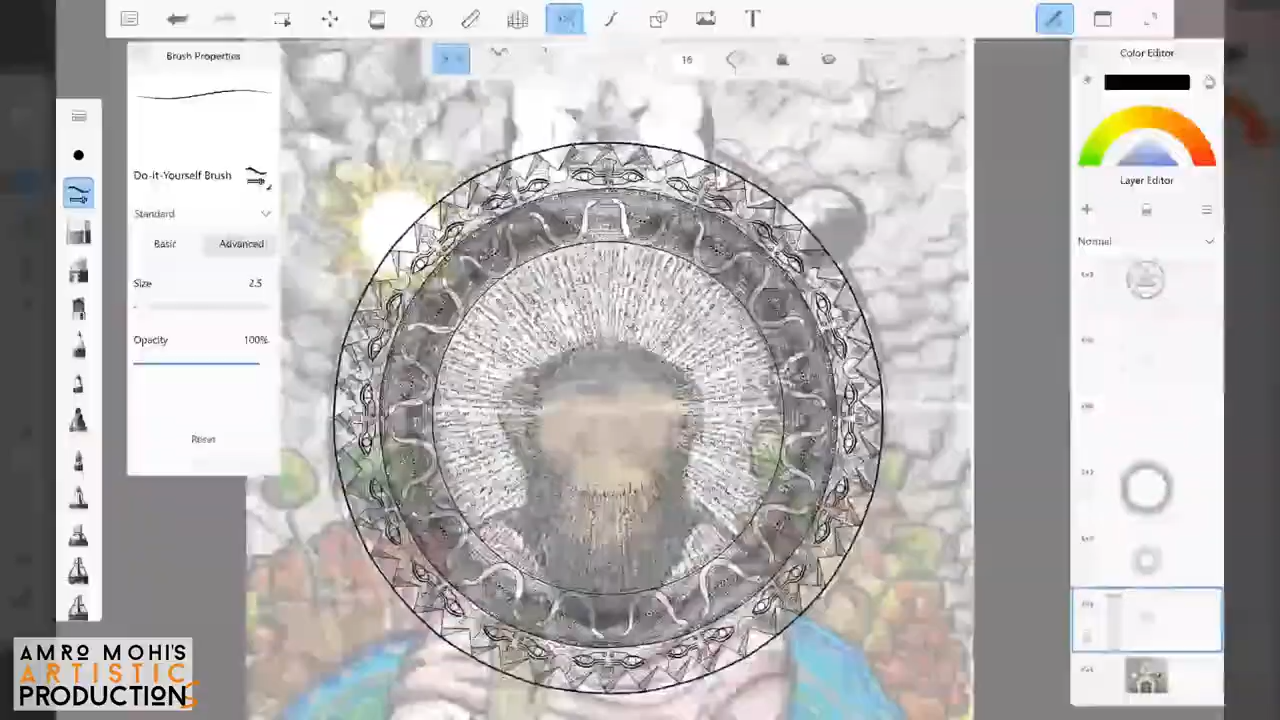 Brush Properties
16
Do-it-Yourself Brush
Standard
Basic Advanced
Size 2.5
Opacity 100%
Reset
Color Editor
Layer Editor
Normal
AMRO MOHI'S
ARTISTIC
PRODUCTIONS